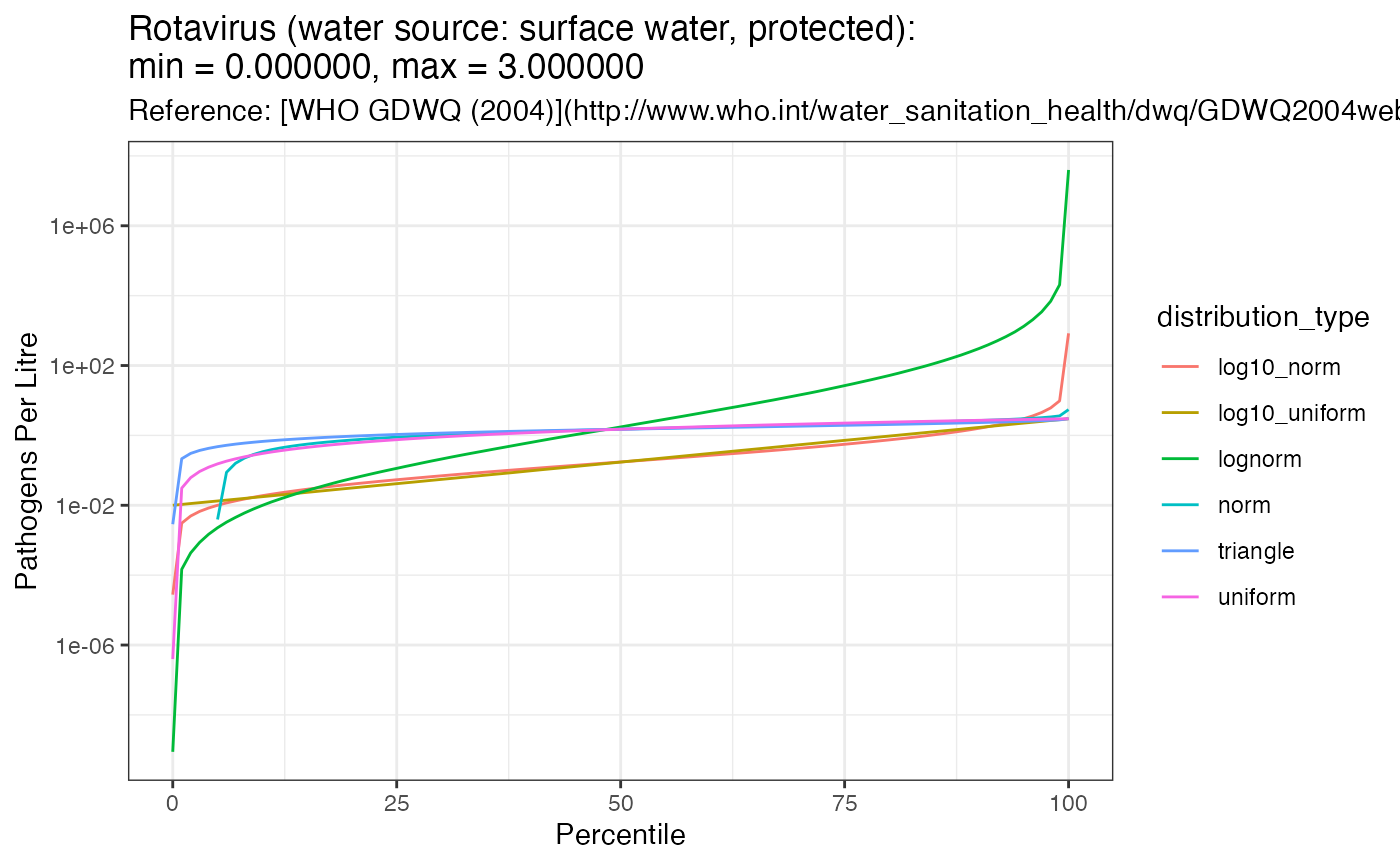 Rotavirus (water source: surface water, protected):
min = 0.000000, max = 3.000000
Reference: [WHO GDWQ (2004)](http://www.who.int/water_sanitation_health/dwq/GDWQ2004web
Pathogens Per Litre
1e+06
1e+02
1e-02
1e-06
0 25 50 75 100
Percentile
distribution_type
log10_norm
log10_uniform
lognorm
norm
triangle
uniform